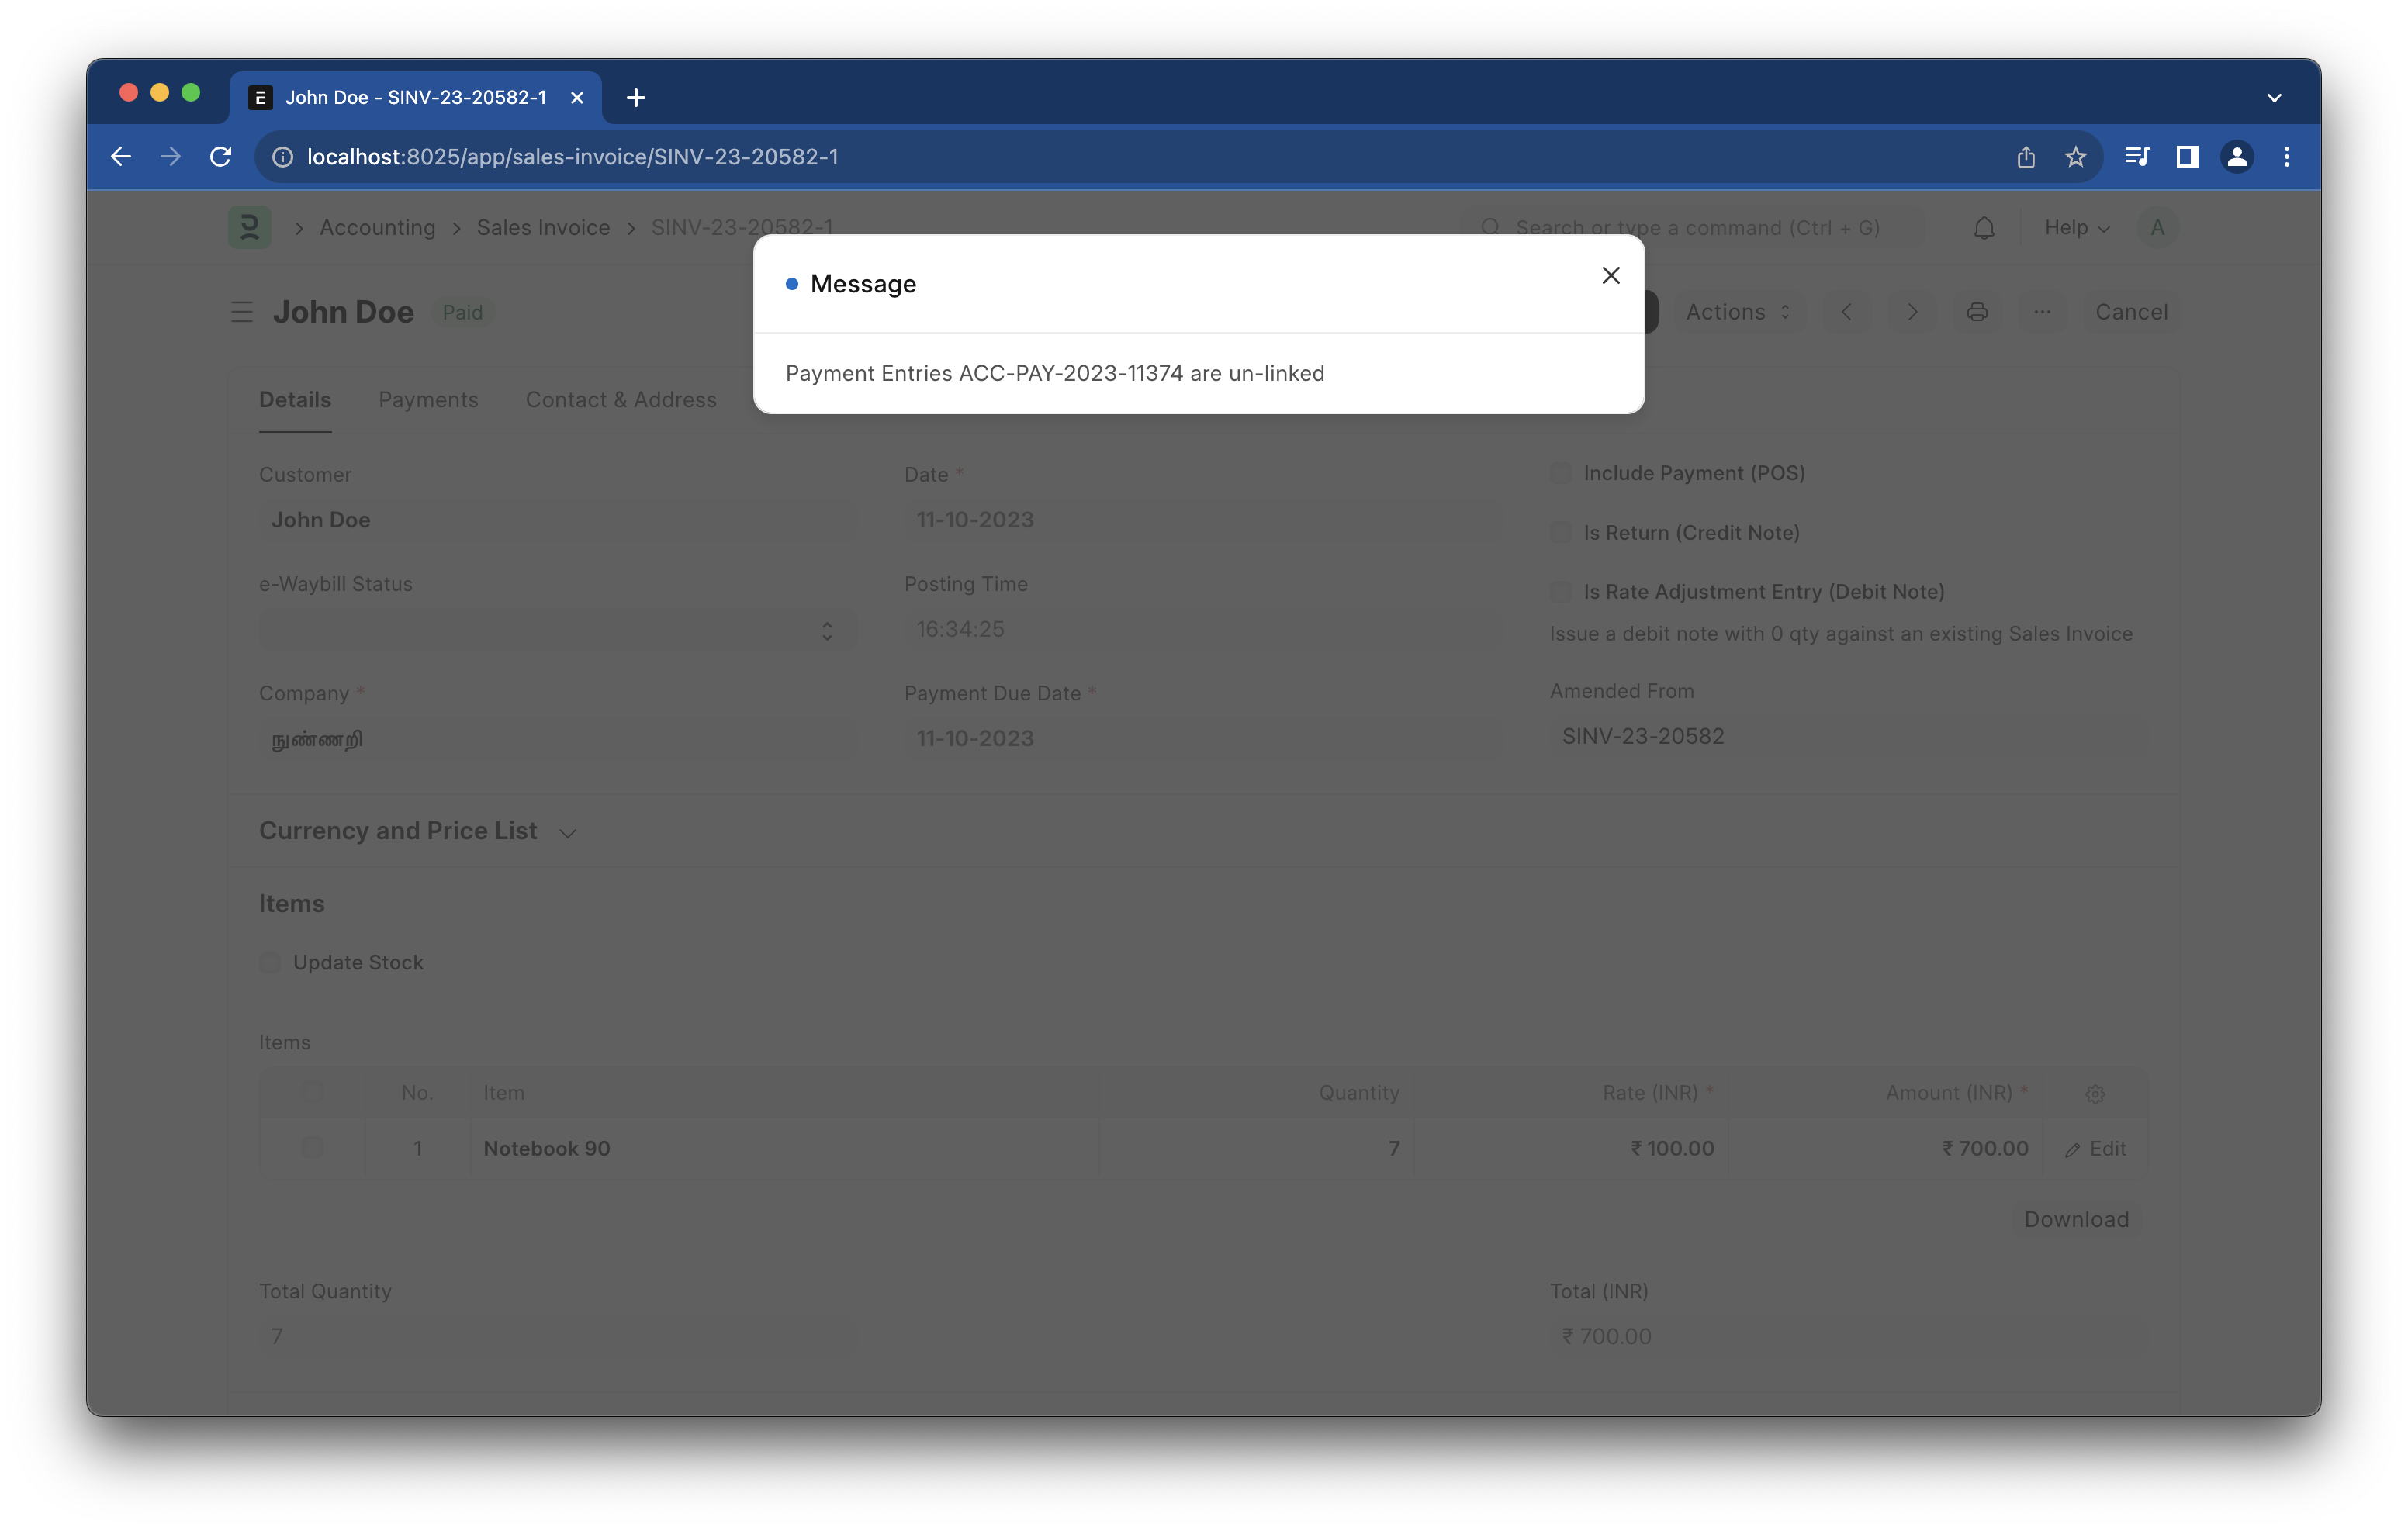 John Doe - SINV-23-20582-1
localhost:8025/app/sales-invoice/SINV-23-20582-1
Accounting Sales Invoice SINV-23-20582-1 Search or type a command (Ctrl + G) Help A
Message
John Doe Paid Actions ... Cancel
Payment Entries ACC-PAY-2023-11374 are un-linked
Details Payments Contact & Address
Customer Date * Include Payment (POS)
John Doe 11-10-2023
Is Return (Credit Note)
e-Waybill Status Posting Time Is Rate Adjustment Entry (Debit Note)
16:34:25 Issue a debit note with 0 qty against an existing Sales Invoice
Company * Payment Due Date * Amended From
நுண்ணறி 11-10-2023 SINV-23-20582
Currency and Price List
Items
Update Stock
Items
No. Item Quantity Rate (INR) * Amount (INR) *
1 Notebook 90 7 ₹ 100.00 ₹ 700.00 Edit
Download
Total Quantity Total (INR)
7 ₹ 700.00